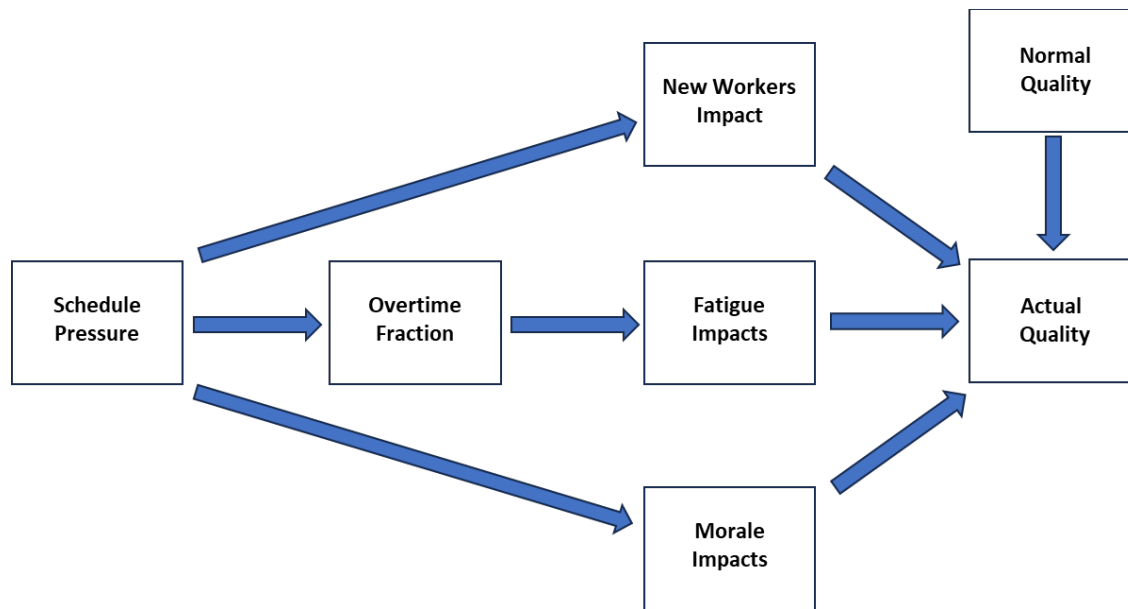 New Workers
Impact
Normal
Quality
Schedule
Pressure
Overtime
Fraction
Fatigue
Impacts
Actual
Quality
Morale
Impacts